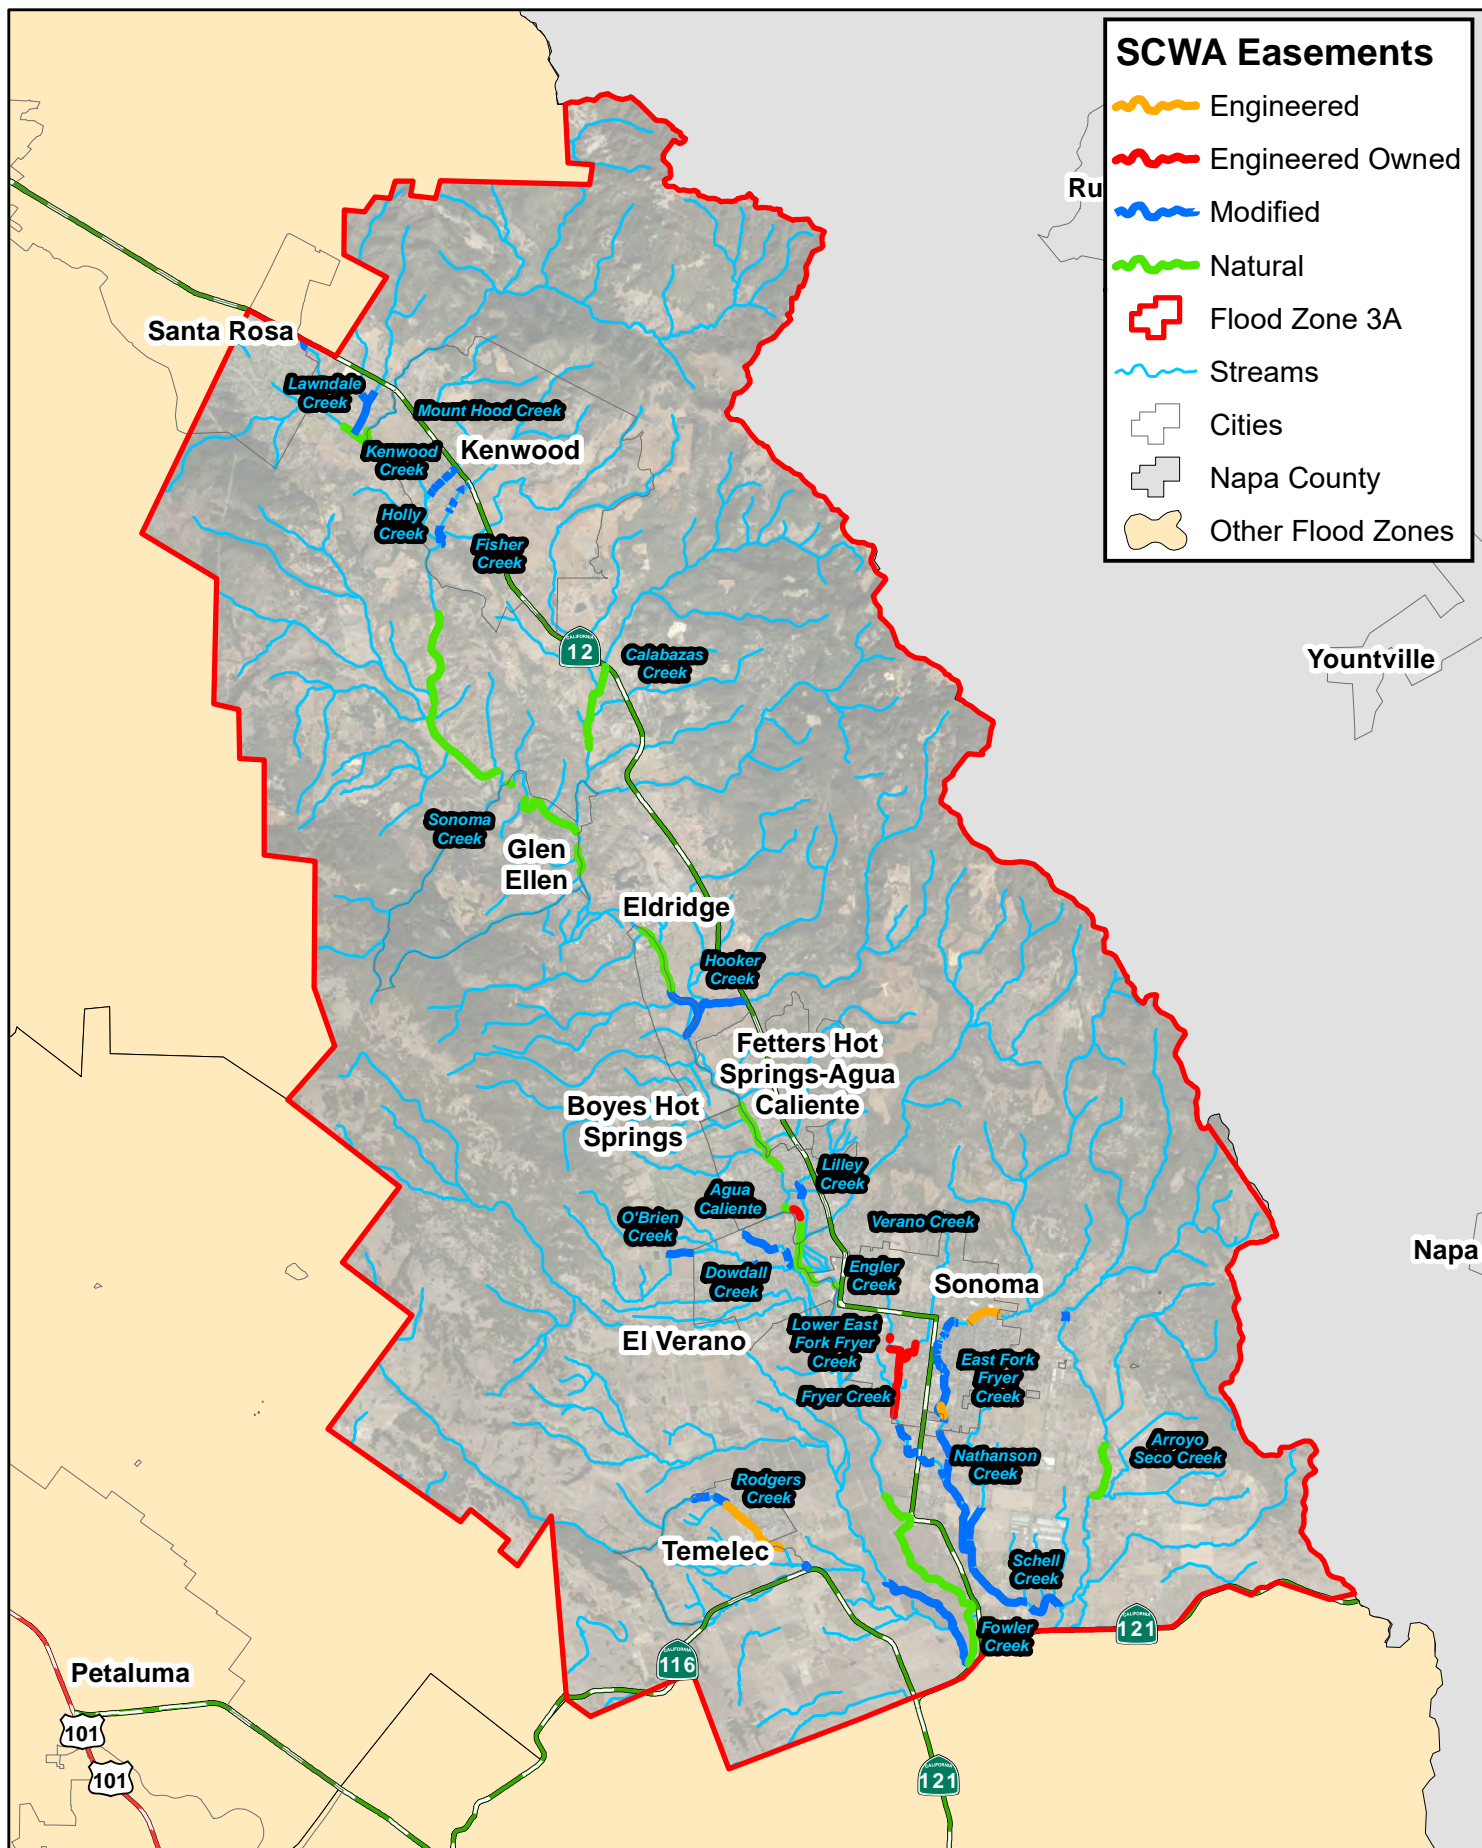 SCWA Easements
Engineered
Engineered Owned
Modified
Natural
Flood Zone 3A
Streams
Cities
Napa County
Other Flood Zones
Ru
Santa Rosa
Lawndale
Creek
Mount Hood Creek
Kenwood
Creek
Kenwood
Holly
Creek
Fisher
Creek
CALIFORNIA
12
Calabazas
Creek
Yountville
Sonoma
Creek
Glen
Ellen
Eldridge
Hooker
Creek
Fetters Hot
Springs-Agua
Caliente
Boyes Hot
Springs
Lilley
Creek
Agua
Caliente
O'Brien
Creek
Verano Creek
Napa
Dowdall
Creek
Engler
Creek
Sonoma
El Verano
Lower East
Fork Fryer
Creek
East Fork
Fryer
Creek
Fryer Creek
Arroyo
Seco Creek
Nathanson
Creek
Rodgers
Creek
Temelec
Schell
Creek
Fowler
Creek
CALIFORNIA
121
CALIFORNIA
116
Petaluma
101
101
CALIFORNIA
121